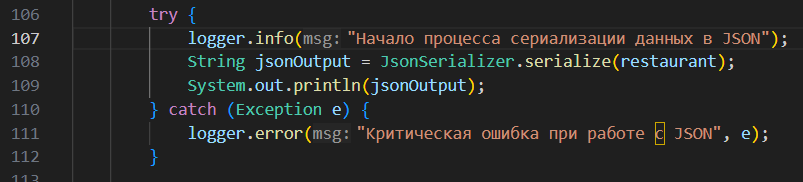 106 try {
107 logger.info(msg: "Начало процесса сериализации данных в JSON");
108 String jsonOutput = JsonSerializer.serialize(restaurant);
109 System.out.println(jsonOutput);
110 } catch (Exception e) {
111 logger.error(msg: "Критическая ошибка при работе с JSON", e);
112 }
113